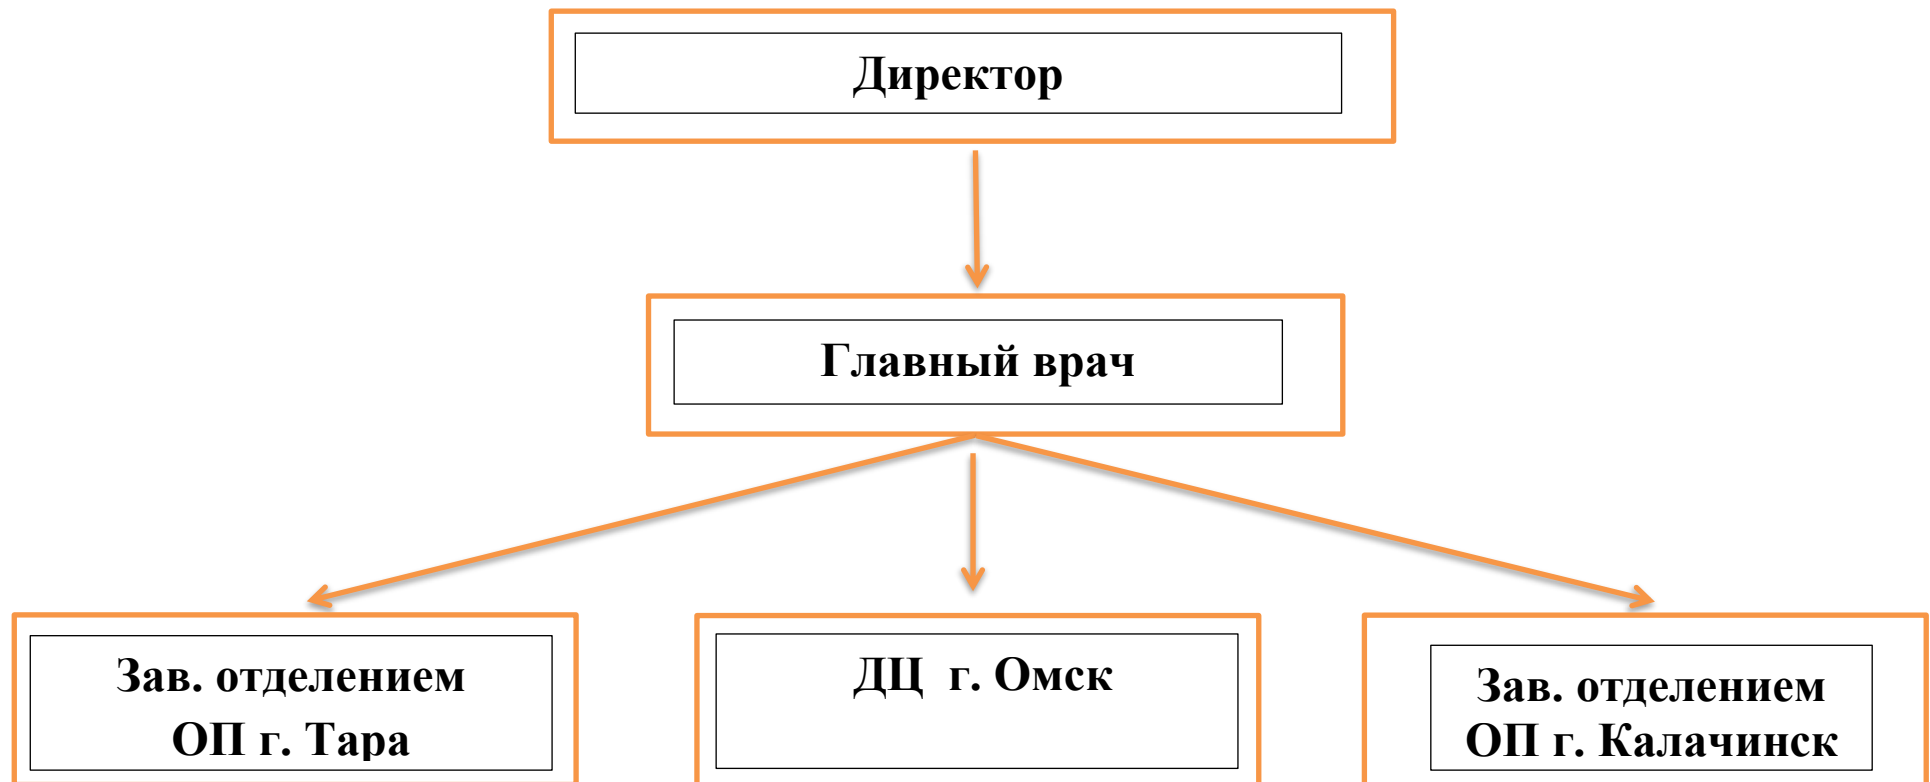 Директор
Главный врач
Зав. отделением
ОП г. Тара
ДЦ г. Омск
Зав. отделением
ОП г. Калачинск